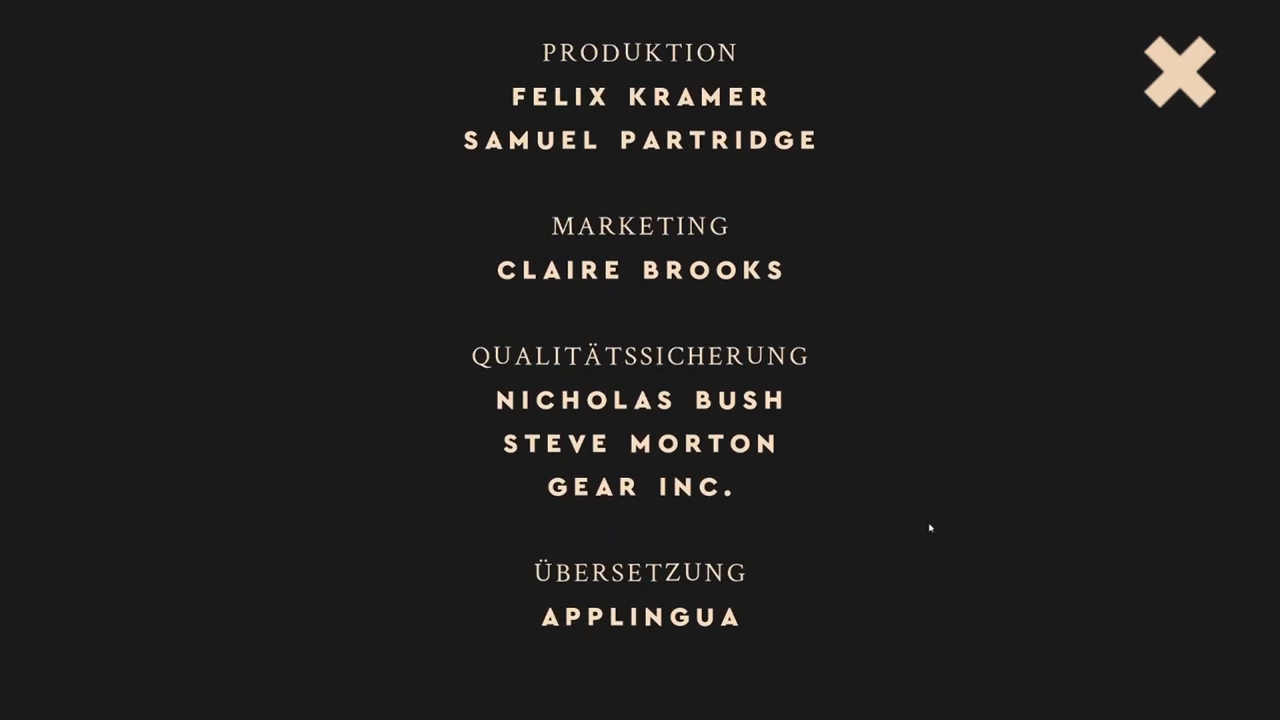 PRODUKTION
FELIX KRAMER
SAMUEL PARTRIDGE
MARKETING
CLAIRE BROOKS
QUALITÄTSSICHERUNG
NICHOLAS BUSH
STEVE MORTON
GEAR INC.
ÜBERSETZUNG
APPLINGUA